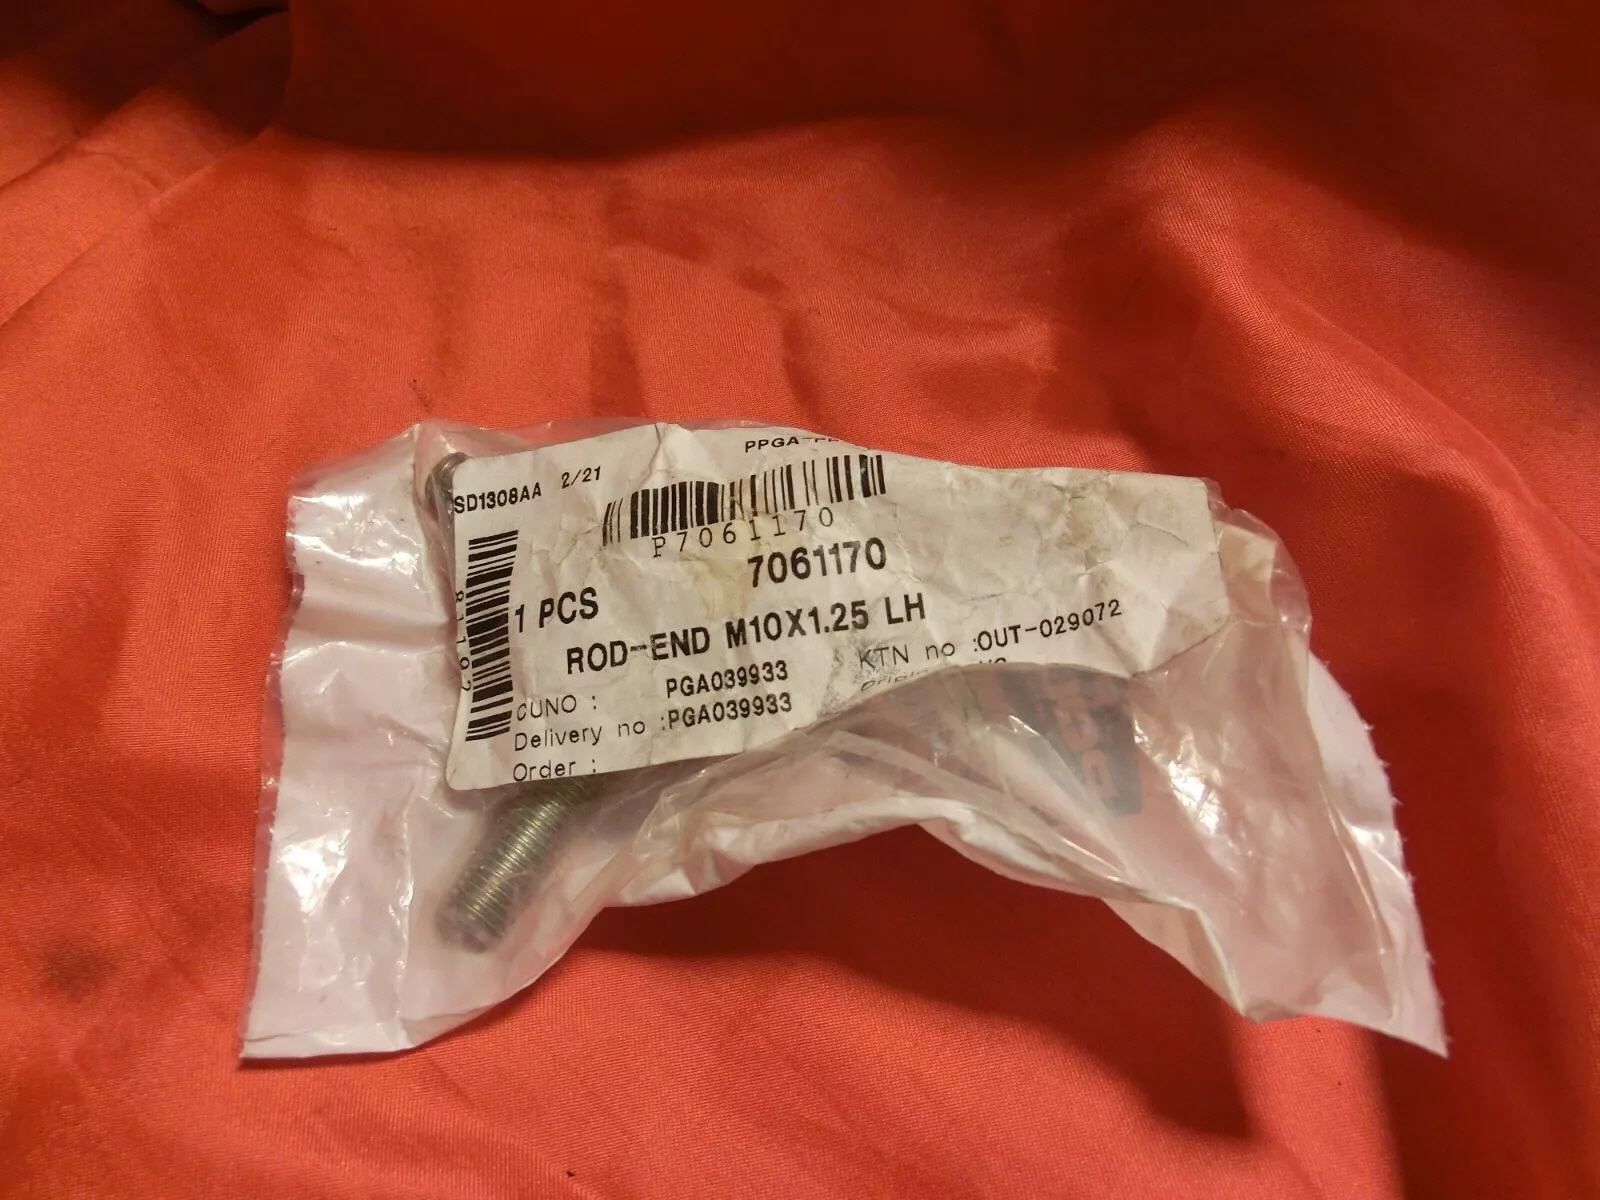 PPGA-
SD1308AA 2/21
P7061170
7061170
1 PCS
ROD-END M10X1.25 LH
CUNO : PGA039933
KTN no :OUT-029072
Delivery no :PGA039933
Order :